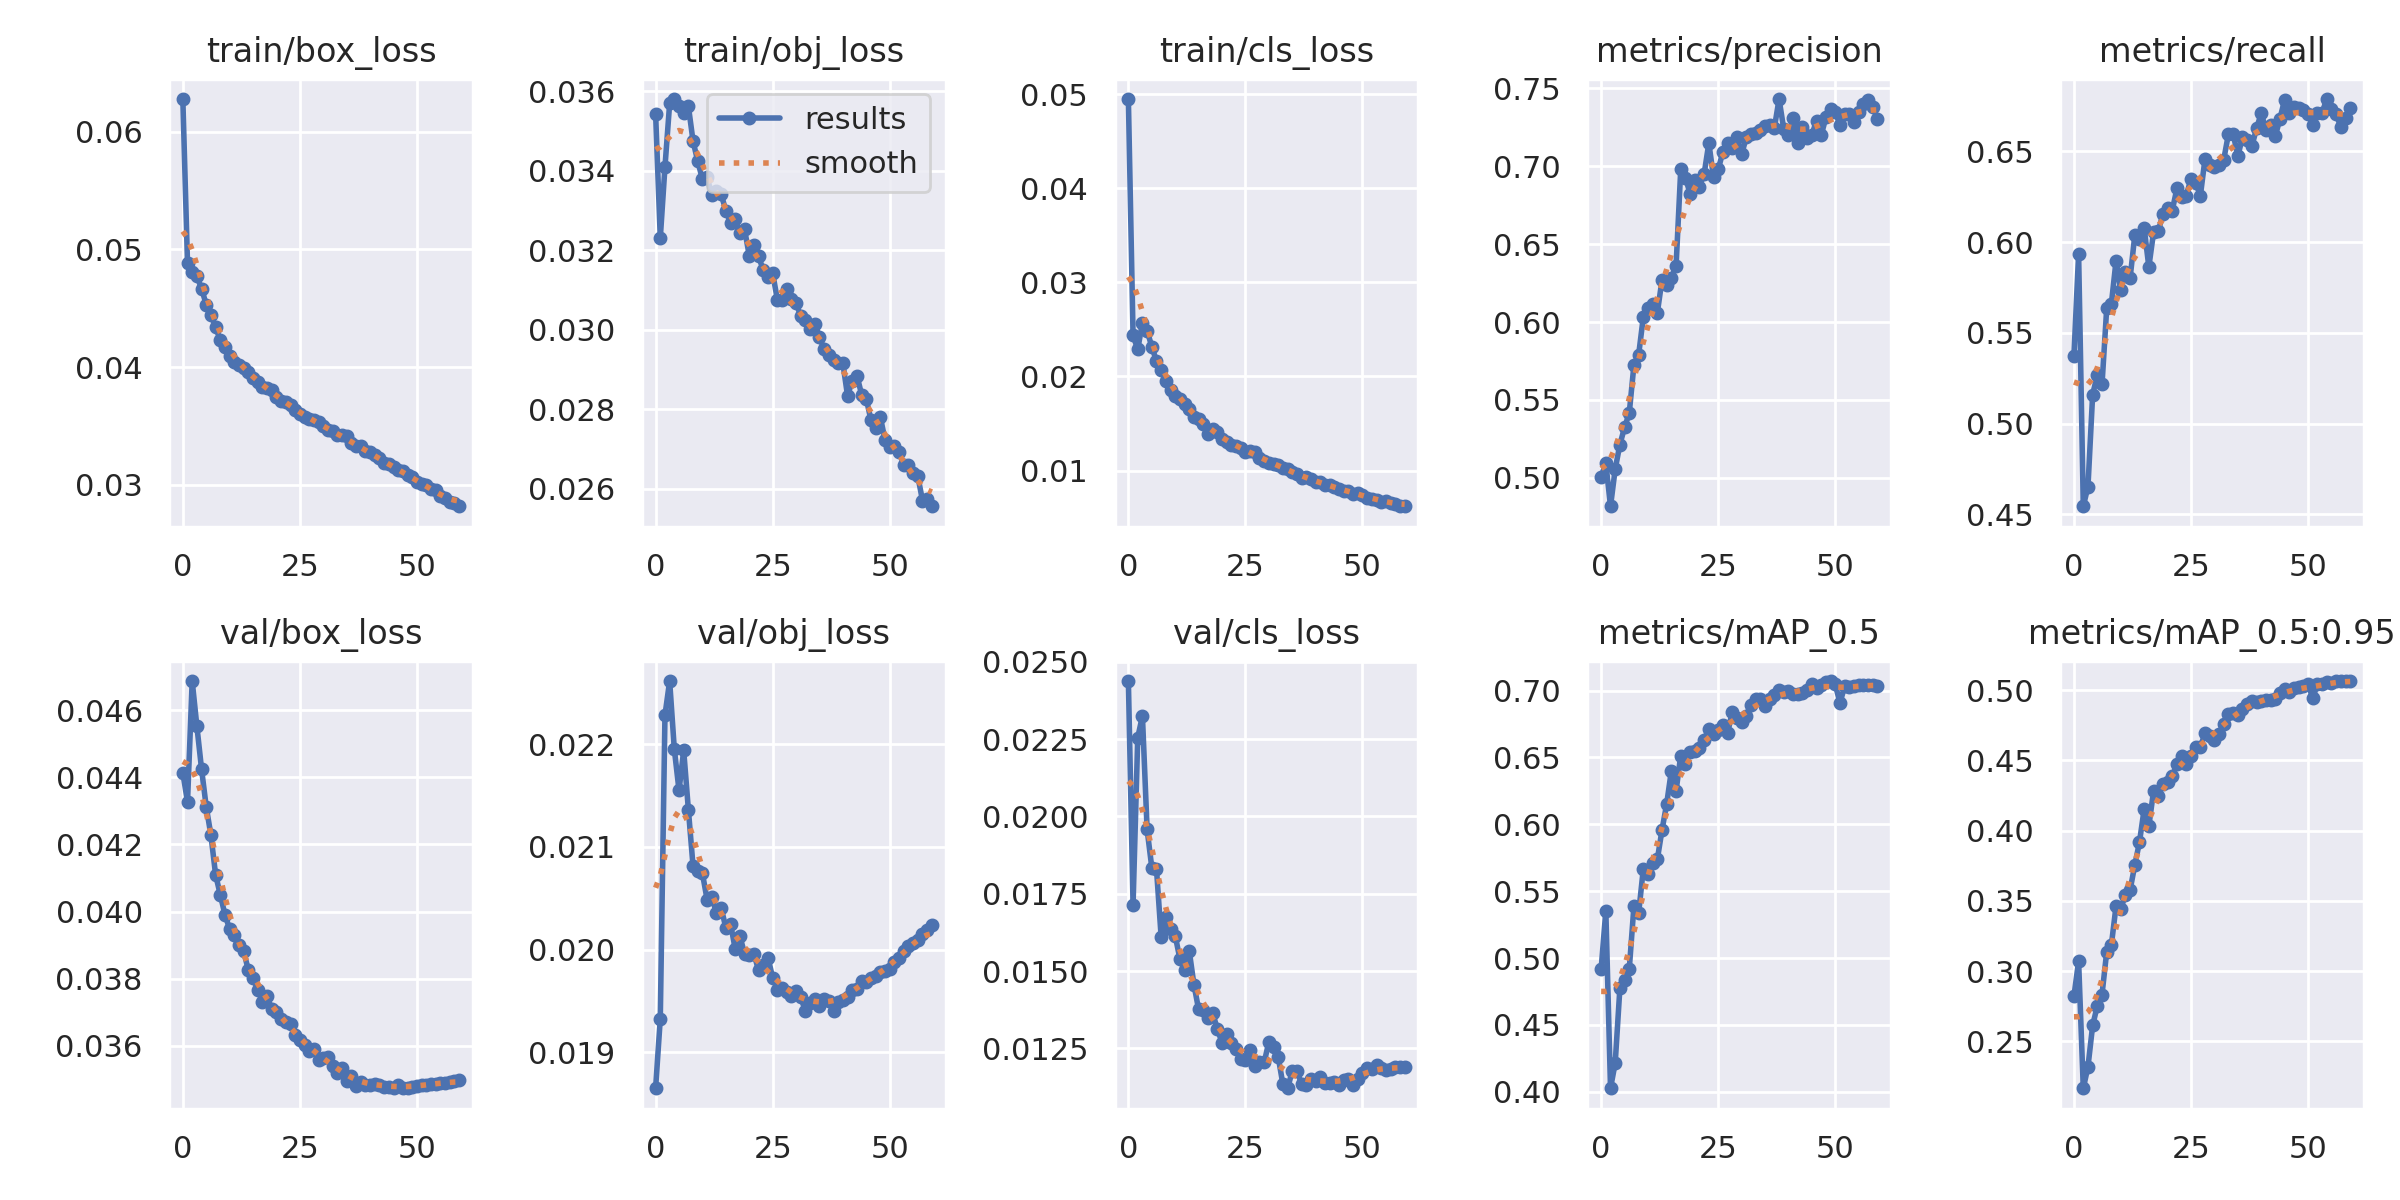 train/box_loss
0.06
0.05
0.04
0.03
0 25 50
train/obj_loss
0.036
0.034
0.032
0.030
0.028
0.026
results
smooth
0 25 50
train/cls_loss
0.05
0.04
0.03
0.02
0.01
0 25 50
metrics/precision
0.75
0.70
0.65
0.60
0.55
0.50
0 25 50
metrics/recall
0.65
0.60
0.55
0.50
0.45
0 25 50
val/box_loss
0.046
0.044
0.042
0.040
0.038
0.036
0 25 50
val/obj_loss
0.022
0.021
0.020
0.019
0 25 50
val/cls_loss
0.0250
0.0225
0.0200
0.0175
0.0150
0.0125
0 25 50
metrics/mAP_0.5
0.70
0.65
0.60
0.55
0.50
0.45
0.40
0 25 50
metrics/mAP_0.5:0.95
0.50
0.45
0.40
0.35
0.30
0.25
0 25 50